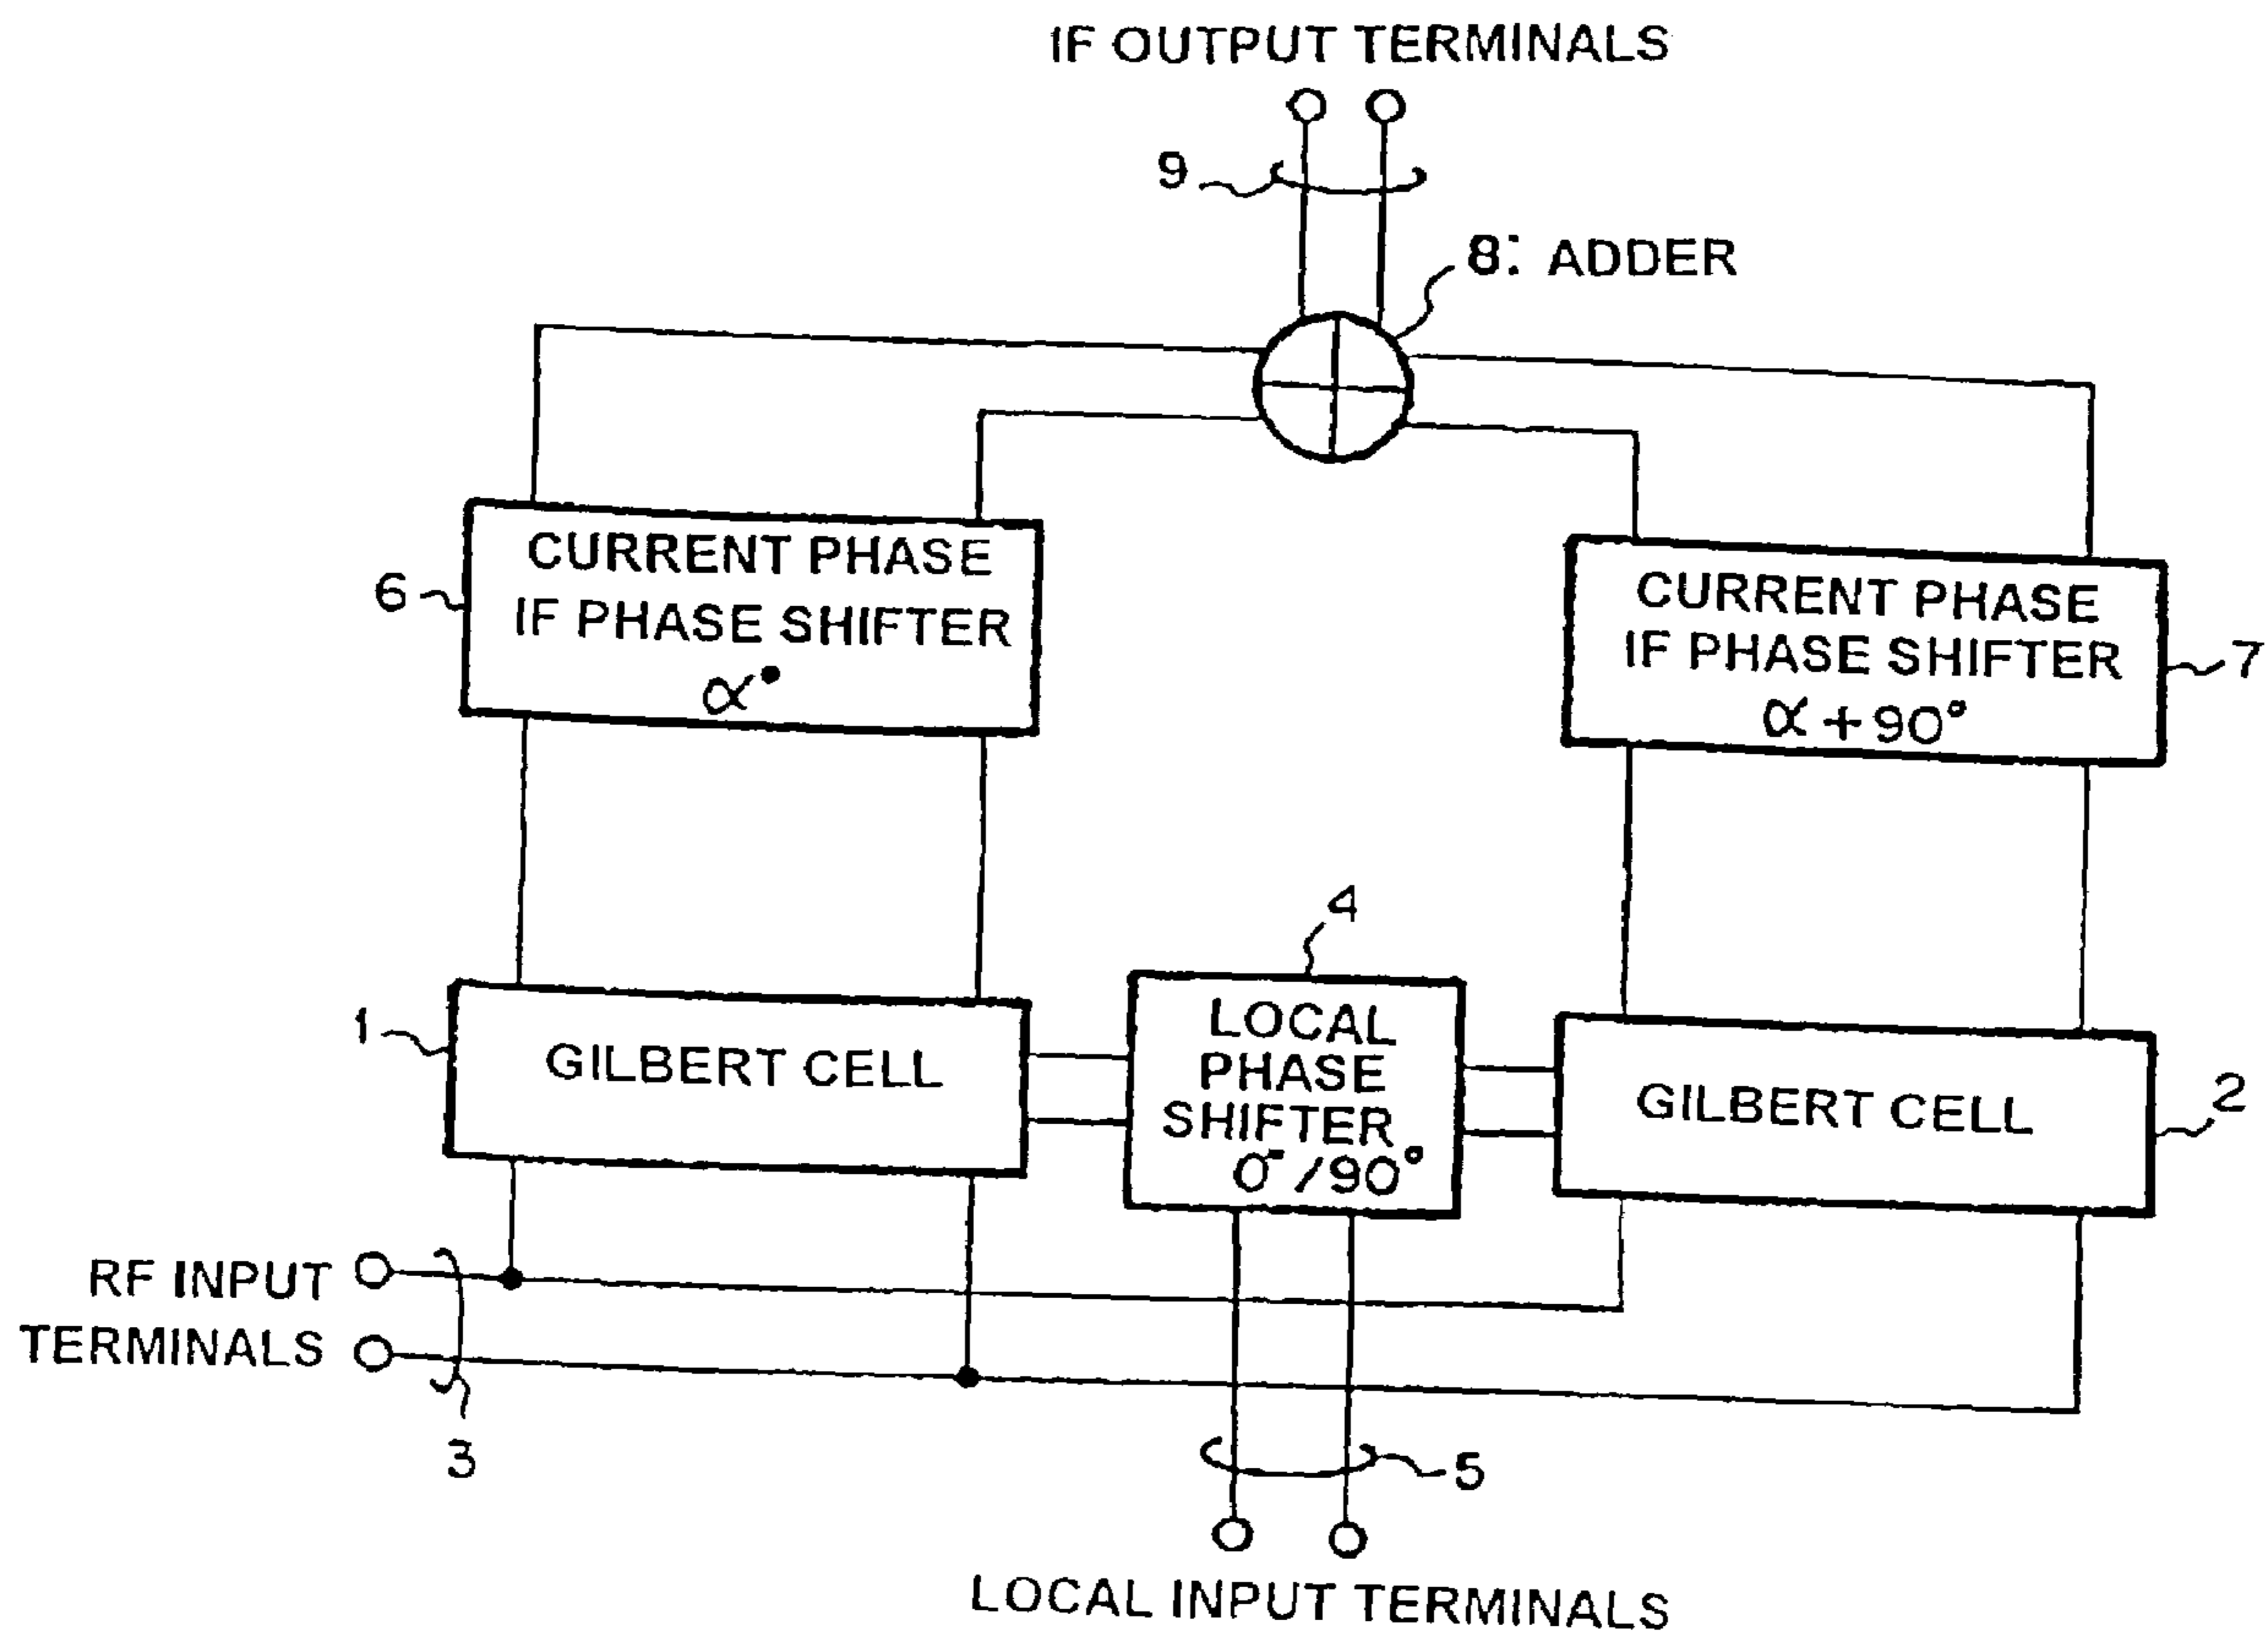 IF OUTPUT TERMINALS
9
8: ADDER
CURRENT PHASE
IF PHASE SHIFTER
α°
6
CURRENT PHASE
IF PHASE SHIFTER
α +90°
7
4
1
GILBERT CELL
LOCAL
PHASE
SHIFTER
0°/90°
GILBERT CELL
2
RF INPUT
TERMINALS
3
5
LOCAL INPUT TERMINALS